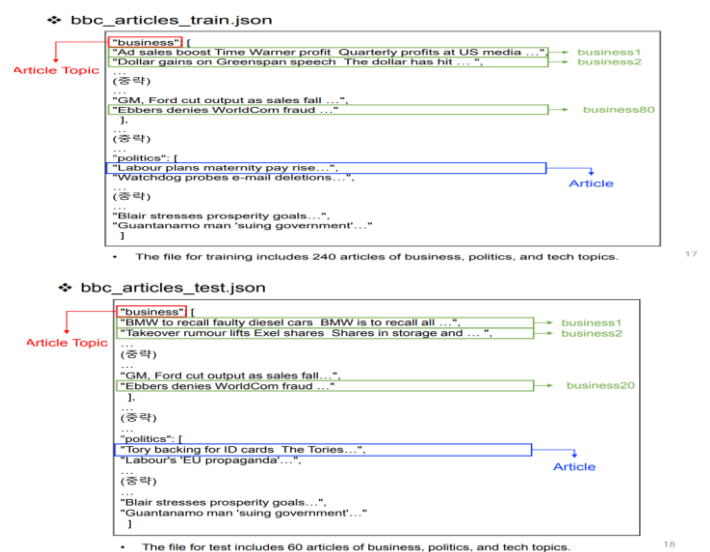 ❖ bbc_articles_train.json
"business": [
"Ad sales boost Time Warner profit Quarterly profits at US media ...", business1
"Dollar gains on Greenspan speech The dollar has hit ... ", business2
Article Topic
...
(중략)
...
"GM, Ford cut output as sales fall ...",
"Ebbers denies WorldCom fraud ..." business80
],
...
(중략)
...
"politics": [
"Labour plans maternity pay rise...",
"Watchdog probes e-mail deletions...",
Article
...
(중략)
...
"Blair stresses prosperity goals...",
"Guantanamo man 'suing government'..."
]
• The file for training includes 240 articles of business, politics, and tech topics.
17
❖ bbc_articles_test.json
"business": [
"BMW to recall faulty diesel cars BMW is to recall all ...", business1
"Takeover rumour lifts Exel shares Shares in storage and ... ", business2
Article Topic
...
(중략)
...
"GM, Ford cut output as sales fall...",
"Ebbers denies WorldCom fraud ..." business20
],
...
(중략)
...
"politics": [
"Tory backing for ID cards The Tories...",
"Labour's 'EU propaganda'...",
Article
...
(중략)
...
"Blair stresses prosperity goals...",
"Guantanamo man 'suing government'..."
]
• The file for test includes 60 articles of business, politics, and tech topics.
18